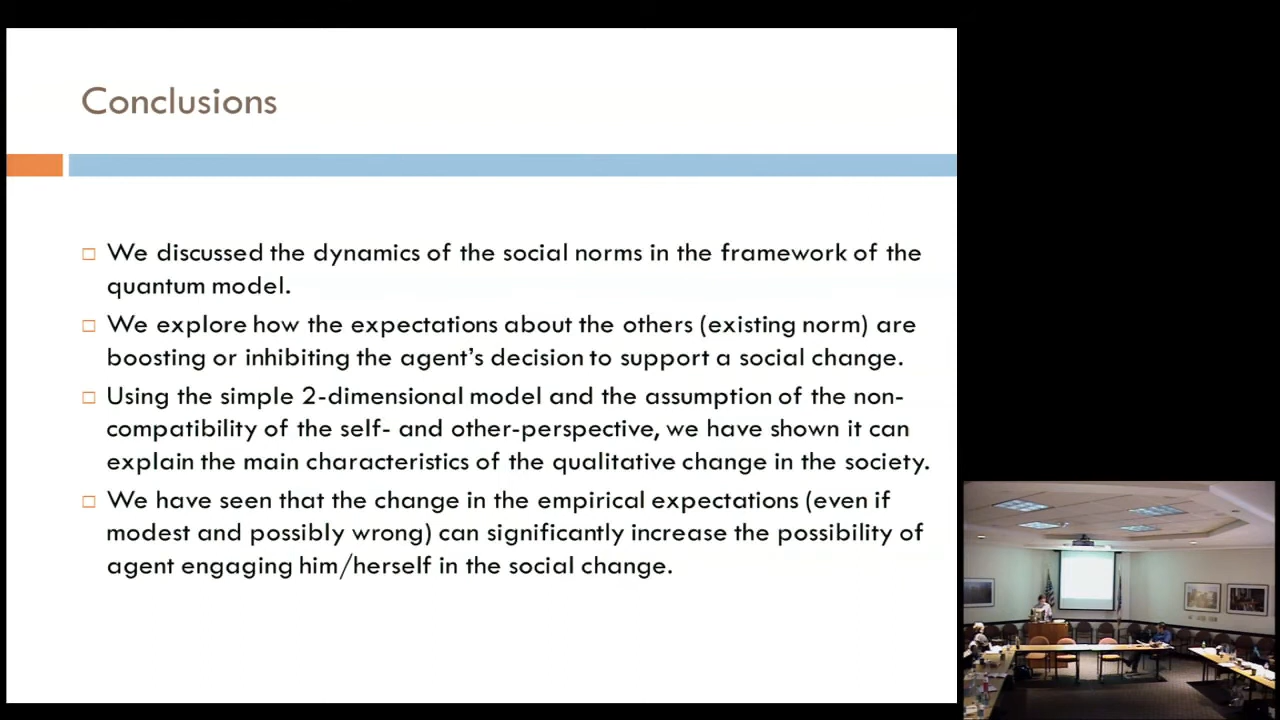 Conclusions
We discussed the dynamics of the social norms in the framework of the
quantum model.
We explore how the expectations about the others (existing norm) are
boosting or inhibiting the agent's decision to support a social change.
Using the simple 2-dimensional model and the assumption of the non-
compatibility of the self- and other-perspective, we have shown it can
explain the main characteristics of the qualitative change in the society.
We have seen that the change in the empirical expectations (even if
modest and possibly wrong) can significantly increase the possibility of
agent engaging him/herself in the social change.